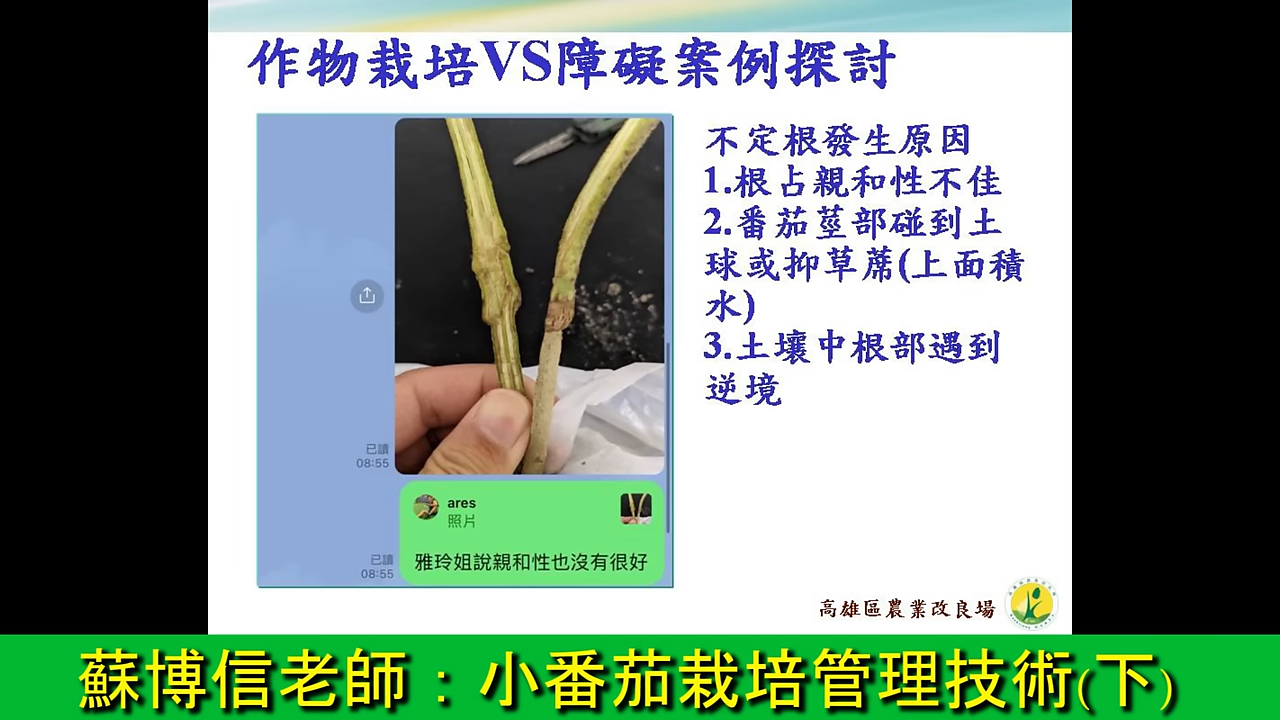 作物栽培VS障礙案例探討
不定根發生原因
1.根占親和性不佳
2.番茄莖部碰到土
球或抑草蓆(上面積
水)
3.土壤中根部遇到
逆境
已讀
08:55
ares
照片
已讀
08:55
雅玲姐說親和性也沒有很好
高雄區農業改良場
蘇博信老師：小番茄栽培管理技術(下)